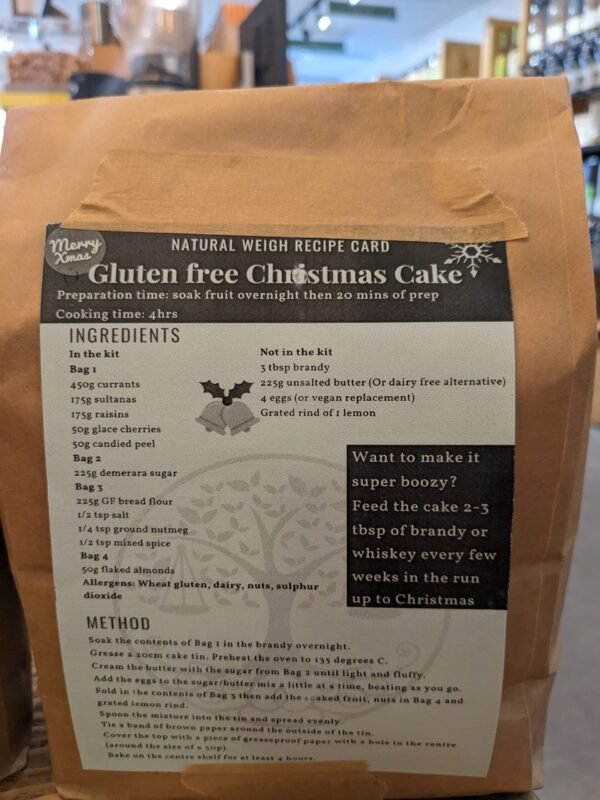 Merry
Xmas
NATURAL WEIGH RECIPE CARD
Gluten free Christmas Cake
Preparation time: soak fruit overnight then 20 mins of prep
Cooking time: 4hrs
INGREDIENTS
In the kit
Bag 1
450g currants
175g sultanas
175g raisins
50g glace cherries
50g candied peel
Bag 2
225g demerara sugar
Bag 3
225g GF bread flour
1/2 tsp salt
1/4 tsp ground nutmeg
1/2 tsp mixed spice
Bag 4
50g flaked almonds
Allergens: Wheat gluten, dairy, nuts, sulphur
dioxide
Not in the kit
3 tbsp brandy
225g unsalted butter (Or dairy free alternative)
4 eggs (or vegan replacement)
Grated rind of 1 lemon
Want to make it
super boozy?
Feed the cake 2-3
tbsp of brandy or
whiskey every few
weeks in the run
up to Christmas
METHOD
Soak the contents of Bag 1 in the brandy overnight.
Grease a 20cm cake tin. Preheat the oven to 135 degrees C.
Cream the butter with the sugar from Bag 2 until light and fluffy.
Add the eggs to the sugar/butter mix a little at a time, beating as you go.
Fold in the contents of Bag 3 then add the soaked fruit, nuts in Bag 4 and
grated lemon rind.
Spoon the mixture into the tin and spread evenly.
Tie a band of brown paper around the outside of the tin.
Cover the top with a piece of greaseproof paper with a hole in the centre
(around the size of a 50p).
Bake on the centre shelf for at least 4 hours.